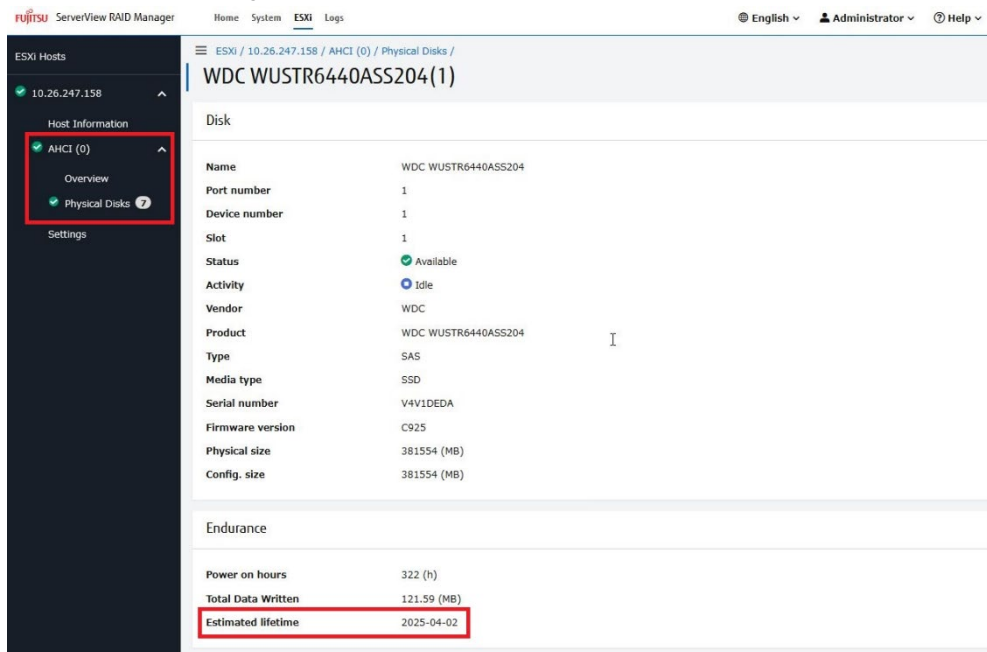 FUJITSU ServerView RAID Manager Home System ESXi Logs English Administrator Help
ESXi Hosts
10.26.247.158
Host Information
AHCI (0)
Overview
Physical Disks 7
Settings
ESXi / 10.26.247.158 / AHCI (0) / Physical Disks /
WDC WUSTR6440ASS204(1)
Disk
Name WDC WUSTR6440ASS204
Port number 1
Device number 1
Slot 1
Status Available
Activity Idle
Vendor WDC
Product WDC WUSTR6440ASS204
Type SAS
Media type SSD
Serial number V4V1DEDA
Firmware version C925
Physical size 381554 (MB)
Config. size 381554 (MB)
Endurance
Power on hours 322 (h)
Total Data Written 121.59 (MB)
Estimated lifetime 2025-04-02